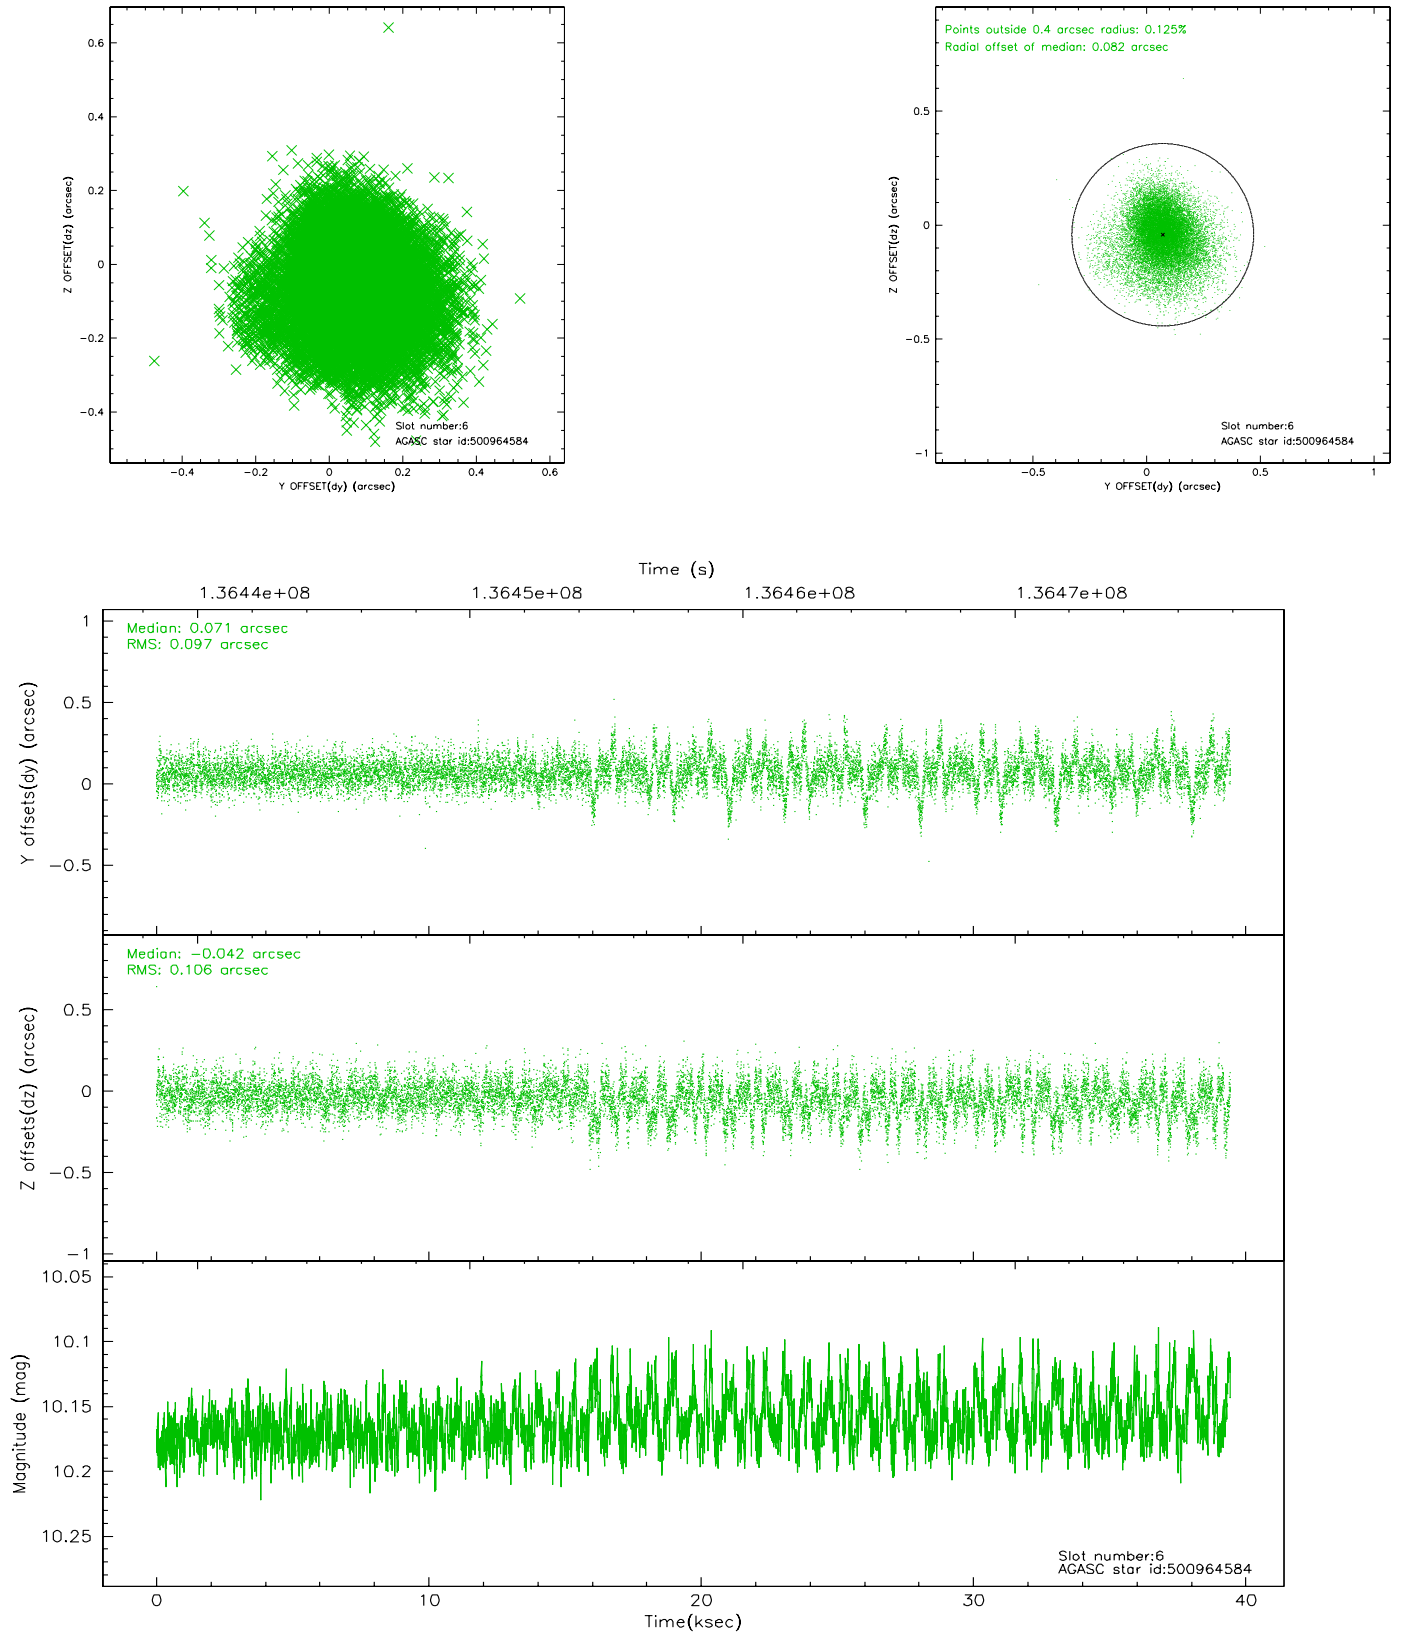 0.6
0.4
0.2
0
−0.2
−0.4
Z OFFSET(dz) (arcsec)
Slot number:6
AGASC star id:500964584
−0.4
−0.2
0
0.2
0.4
0.6
Y OFFSET(dy) (arcsec)
Points outside 0.4 arcsec radius: 0.125%
Radial offset of median: 0.082 arcsec
0.5
0
−0.5
−1
Z OFFSET(dz) (arcsec)
Slot number:6
AGASC star id:500964584
−0.5
0
0.5
1
Y OFFSET(dy) (arcsec)
Time (s)
1.3644e+08
1.3645e+08
1.3646e+08
1.3647e+08
Median: 0.071 arcsec
RMS: 0.097 arcsec
1
0.5
0
−0.5
Y offsets(dy) (arcsec)
Median: −0.042 arcsec
RMS: 0.106 arcsec
0.5
0
−0.5
−1
Z offsets(dz) (arcsec)
10.05
10.1
10.15
10.2
10.25
Magnitude (mag)
Slot number:6
AGASC star id:500964584
0
10
20
30
40
Time(ksec)